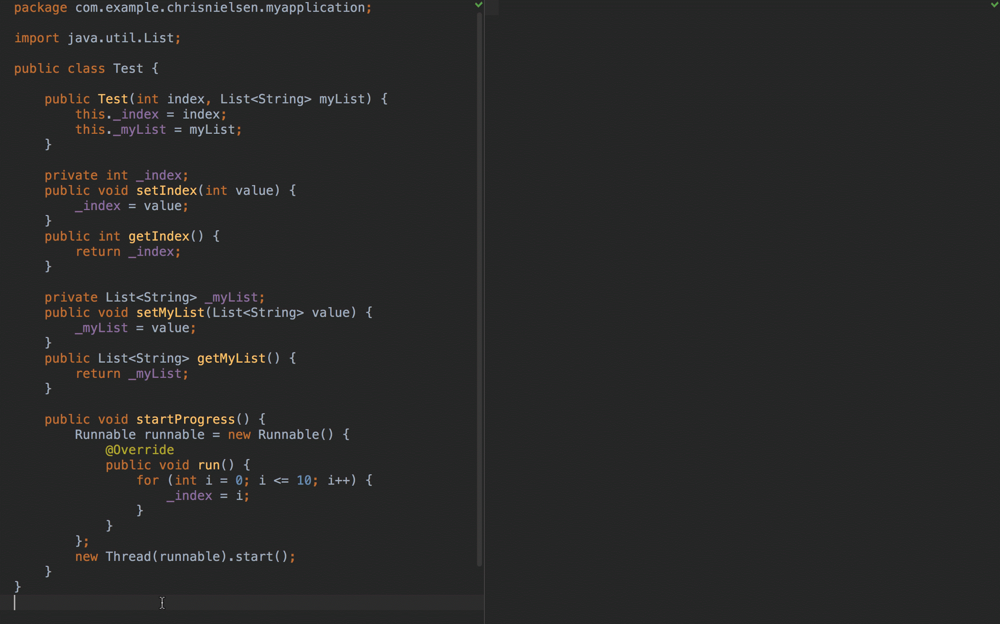 package com.example.chrisnielsen.myapplication;
import java.util.List;
public class Test {
public Test(int index, List<String> myList) {
this._index = index;
this._myList = myList;
}
private int _index;
public void setIndex(int value) {
_index = value;
}
public int getIndex() {
return _index;
}
private List<String> _myList;
public void setMyList(List<String> value) {
_myList = value;
}
public List<String> getMyList() {
return _myList;
}
public void startProgress() {
Runnable runnable = new Runnable() {
@Override
public void run() {
for (int i = 0; i <= 10; i++) {
_index = i;
}
}
};
new Thread(runnable).start();
}
}